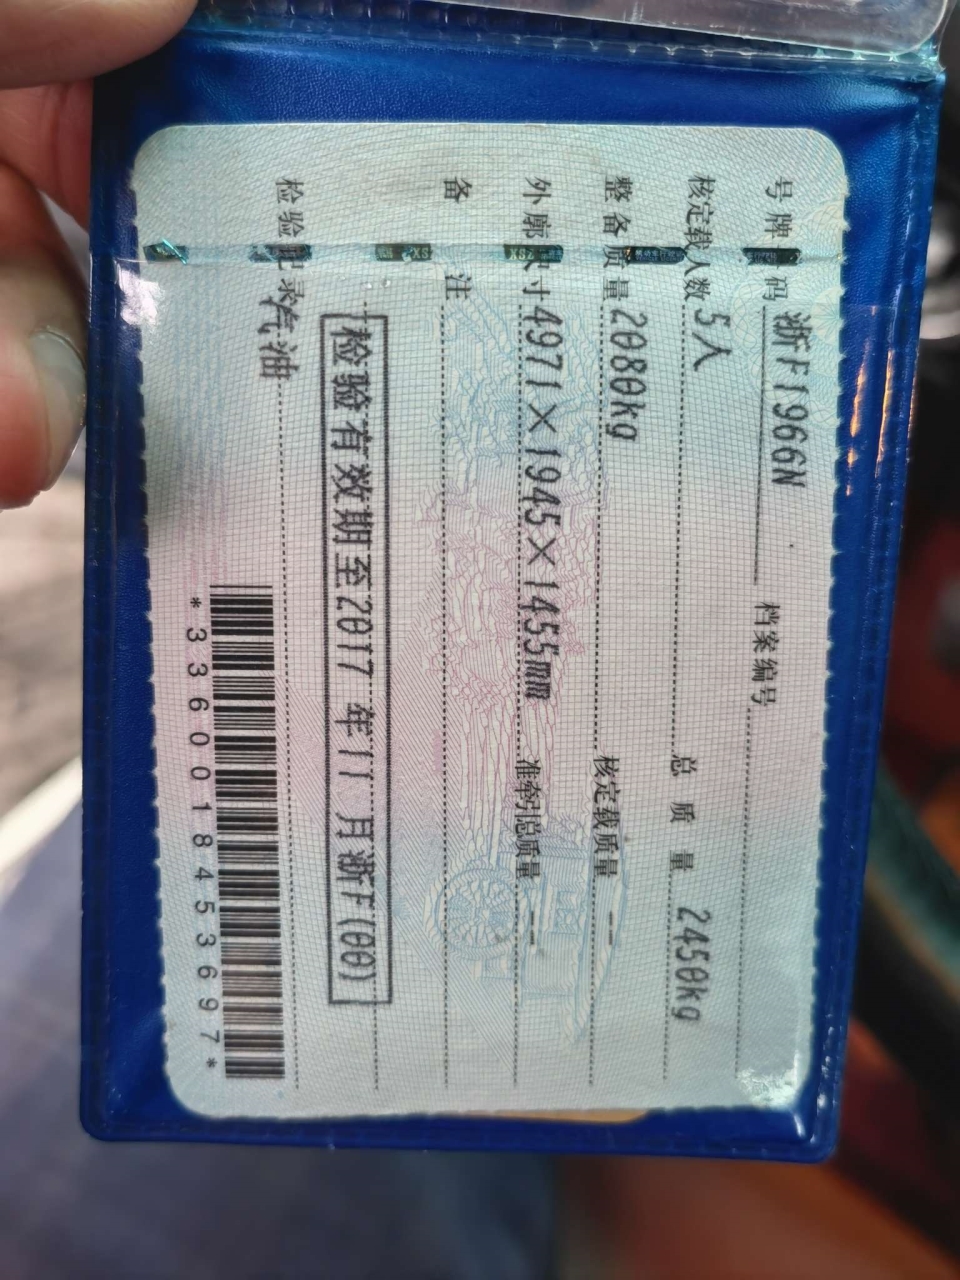 号牌号码 浙F1966N 档案编号
核定载人数 5人 总质量 2450kg
整备质量 2080kg 核定载质量 --
外廓尺寸 4971×1945×1455mm 准牵引总质量 --
备注
检验有效期至2017年11月浙F(00)
检验记录 汽油
*3360018453697*